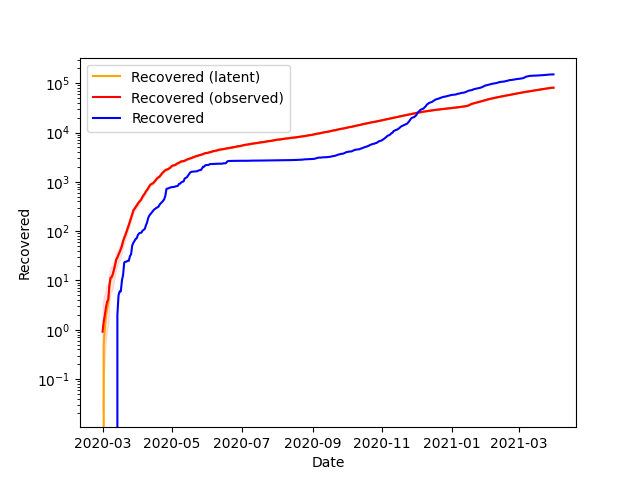 Recovered (latent)
Recovered (observed)
Recovered
10^5
10^4
10^3
10^2
10^1
10^0
10^−1
Recovered
2020-03 2020-05 2020-07 2020-09 2020-11 2021-01 2021-03
Date